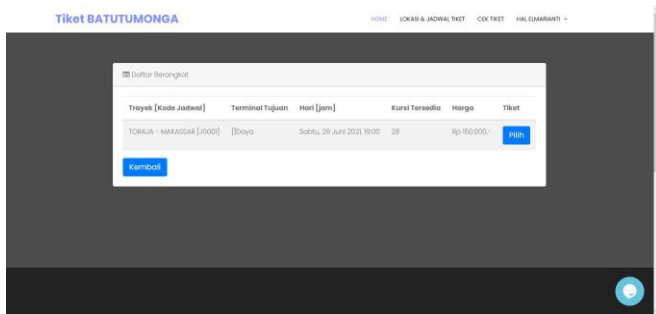 Tiket BATUTUMONGA
HOME LOKASI & JADWAL TIKET CEK TIKET HAI, ELMARIANTI
Daftar Berangkat
Trayek [Kode Jadwal] Terminal Tujuan Hari [jam] Kursi Tersedia Harga Tiket
TORAJA - MAKASSAR [J0001] []Daya Sabtu, 26 Juni 2021, 19:00 26 Rp 150.000,- Pilih
Kembali